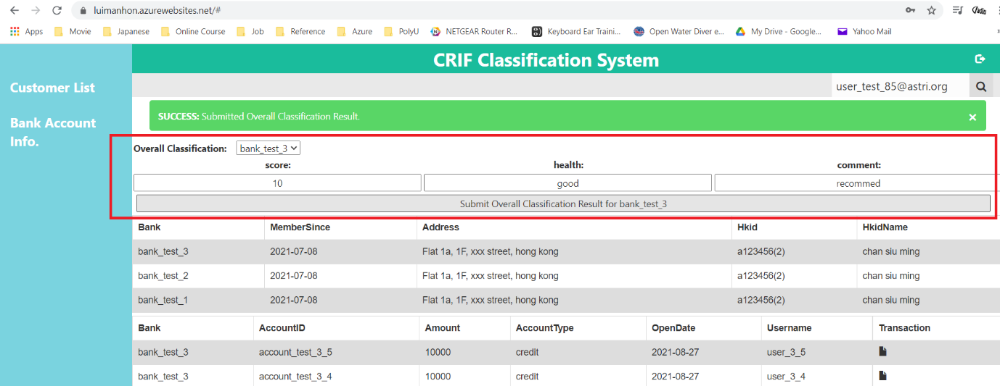 luimanhon.azurewebsites.net/#
Apps Movie Japanese Online Course Job Reference Azure PolyU NETGEAR Router R... Keyboard Ear Traini... Open Water Diver e... My Drive - Google... Yahoo Mail
CRIF Classification System
Customer List
user_test_85@astri.org
SUCCESS: Submitted Overall Classification Result.
Bank Account
Info.
Overall Classification: bank_test_3
score: health: comment:
10 good recommed
Submit Overall Classification Result for bank_test_3
Bank MemberSince Address Hkid HkidName
bank_test_3 2021-07-08 Flat 1a, 1F, xxx street, hong kong a123456(2) chan siu ming
bank_test_2 2021-07-08 Flat 1a, 1F, xxx street, hong kong a123456(2) chan siu ming
bank_test_1 2021-07-08 Flat 1a, 1F, xxx street, hong kong a123456(2) chan siu ming
Bank AccountID Amount AccountType OpenDate Username Transaction
bank_test_3 account_test_3_5 10000 credit 2021-08-27 user_3_5
bank_test_3 account_test_3_4 10000 credit 2021-08-27 user_3_4